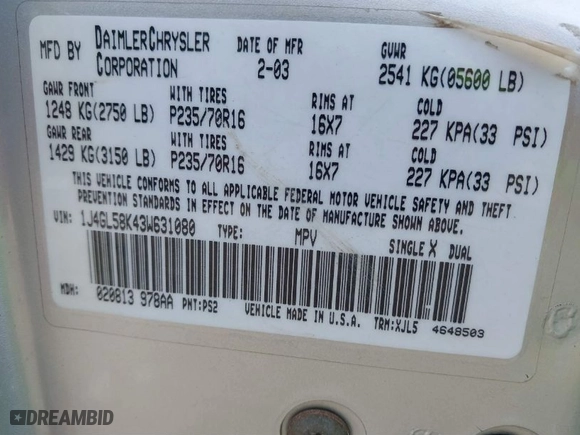 MFD BY DAIMLERCHRYSLER CORPORATION DATE OF MFR 2-03 GVWR 2541 KG(05600 LB)
GAWR FRONT WITH TIRES RIMS AT COLD
1248 KG(2750 LB) P235/70R16 16X7 227 KPA(33 PSI)
GAWR REAR WITH TIRES RIMS AT COLD
1429 KG(3150 LB) P235/70R16 16X7 227 KPA(33 PSI)
THIS VEHICLE CONFORMS TO ALL APPLICABLE FEDERAL MOTOR VEHICLE SAFETY AND THEFT
PREVENTION STANDARDS IN EFFECT ON THE DATE OF MANUFACTURE SHOWN ABOVE.
VIN: 1J4GL58K43W631080 TYPE: MPV SINGLE X DUAL
MDH: 020813 978AA PNT:PS2 VEHICLE MADE IN U.S.A. TRM:XJL5 4648503
DREAMBID